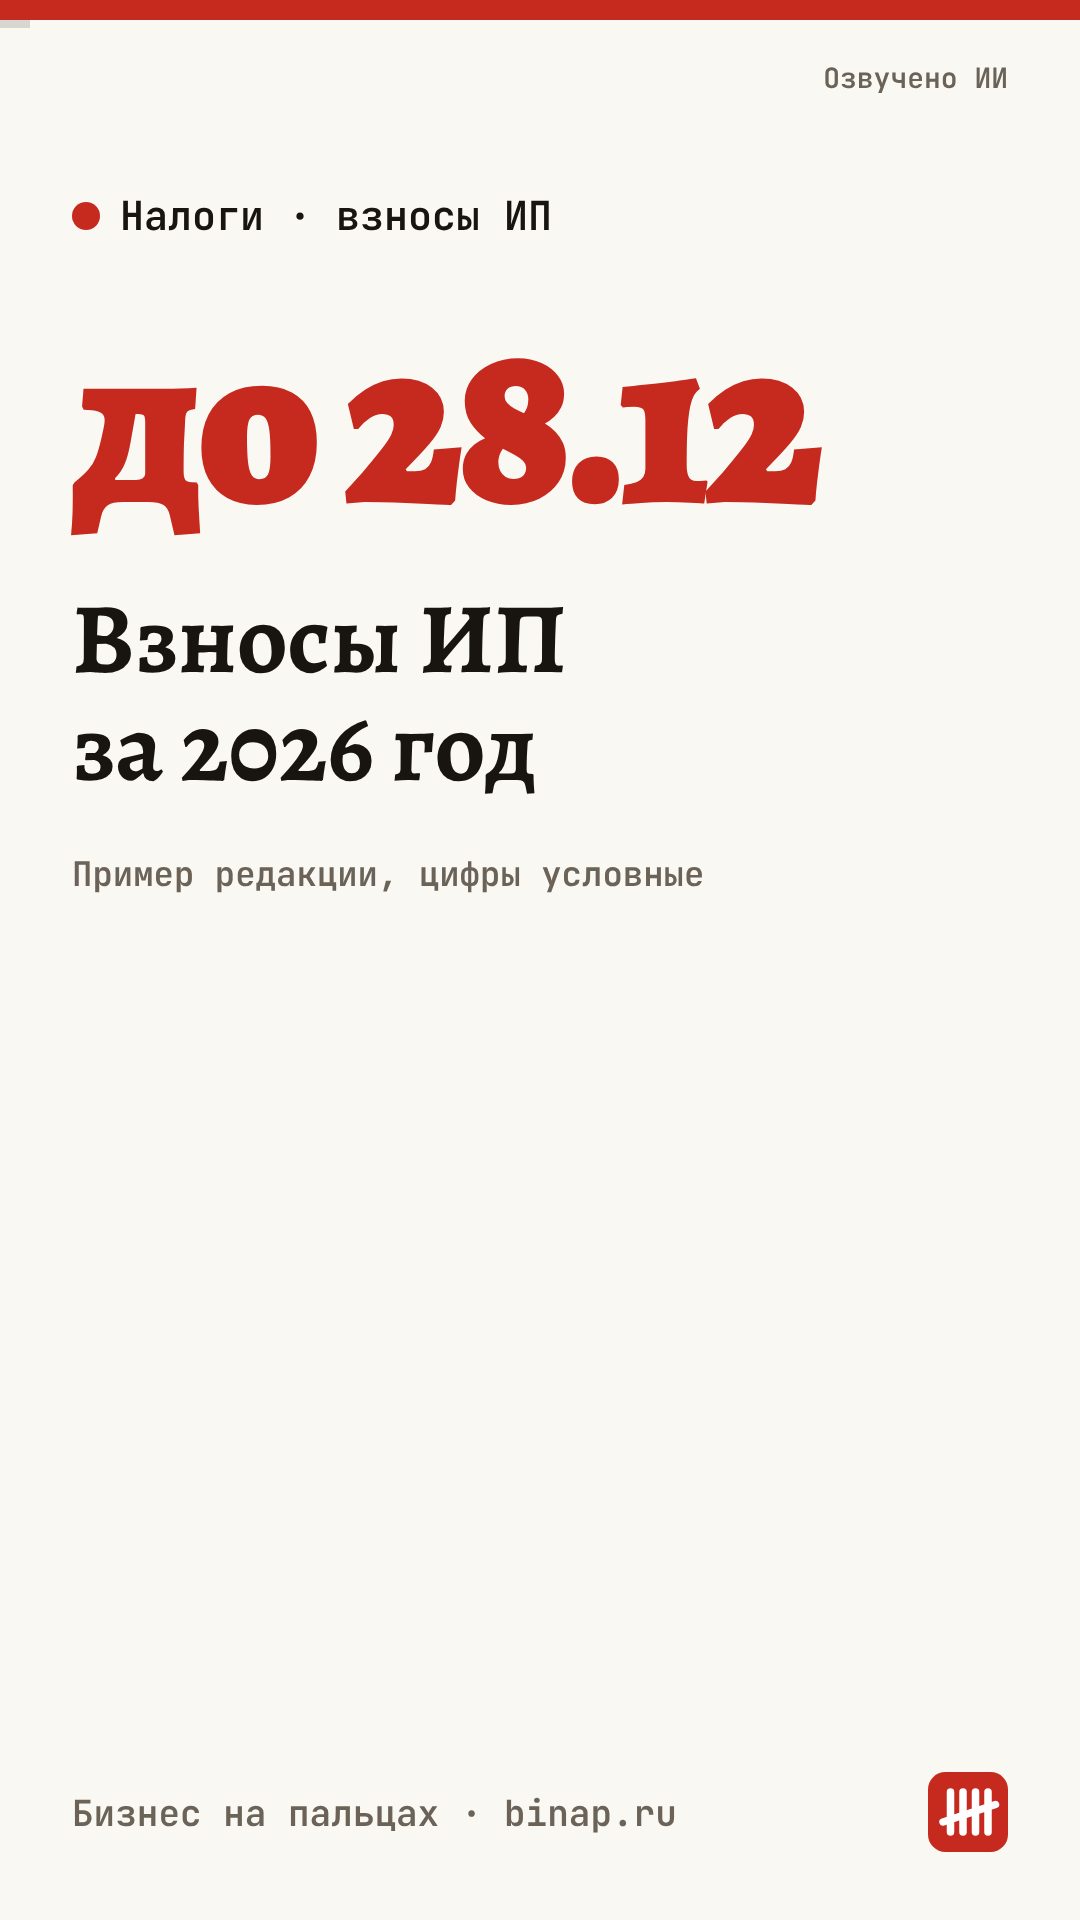 Озвучено ИИ
Налоги · взносы ИП
до 28.12
Взносы ИП
за 2026 год
Пример редакции, цифры условные
Бизнес на пальцах · binap.ru